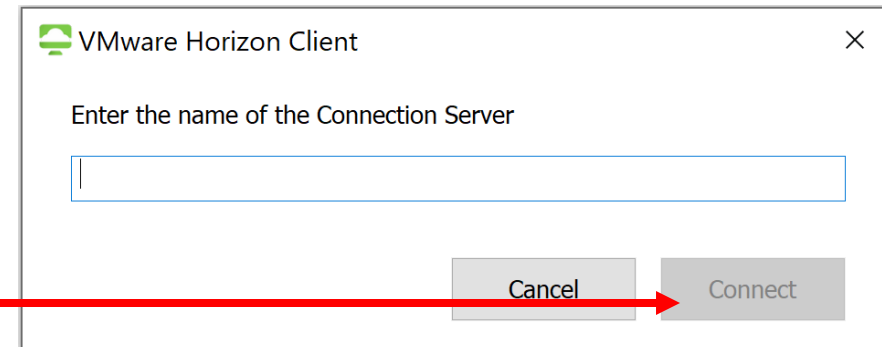 VMware Horizon Client
Enter the name of the Connection Server
Cancel
Connect